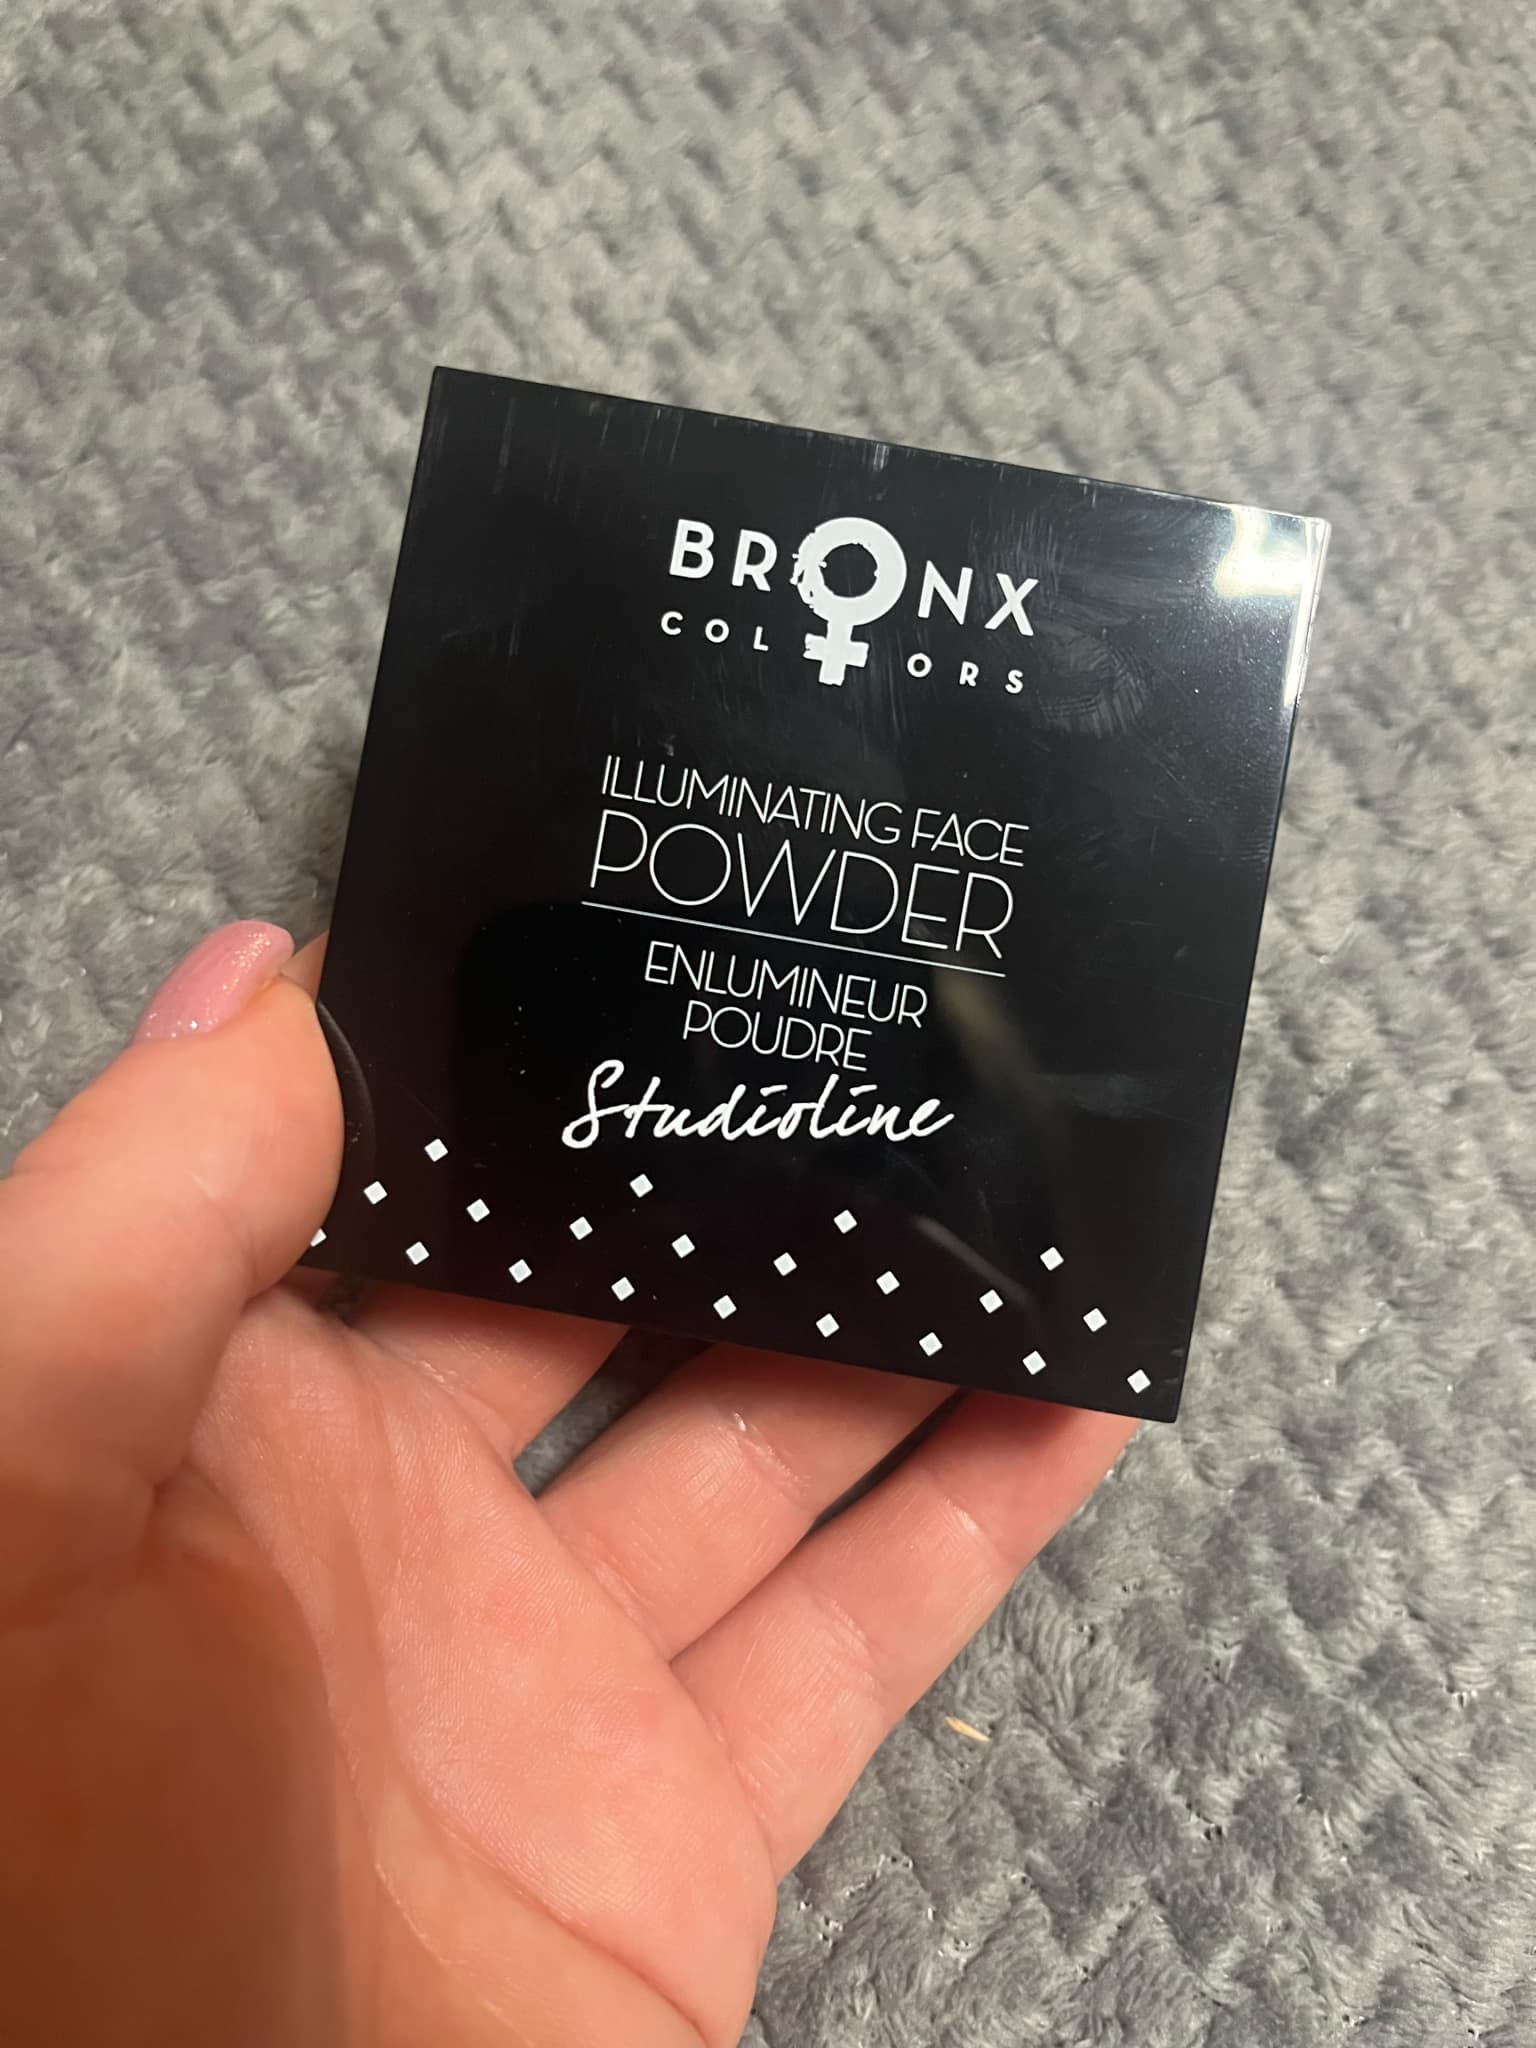 BRONX
COLORS
ILLUMINATING FACE
POWDER
ENLUMINEUR
POUDRE
Studioline